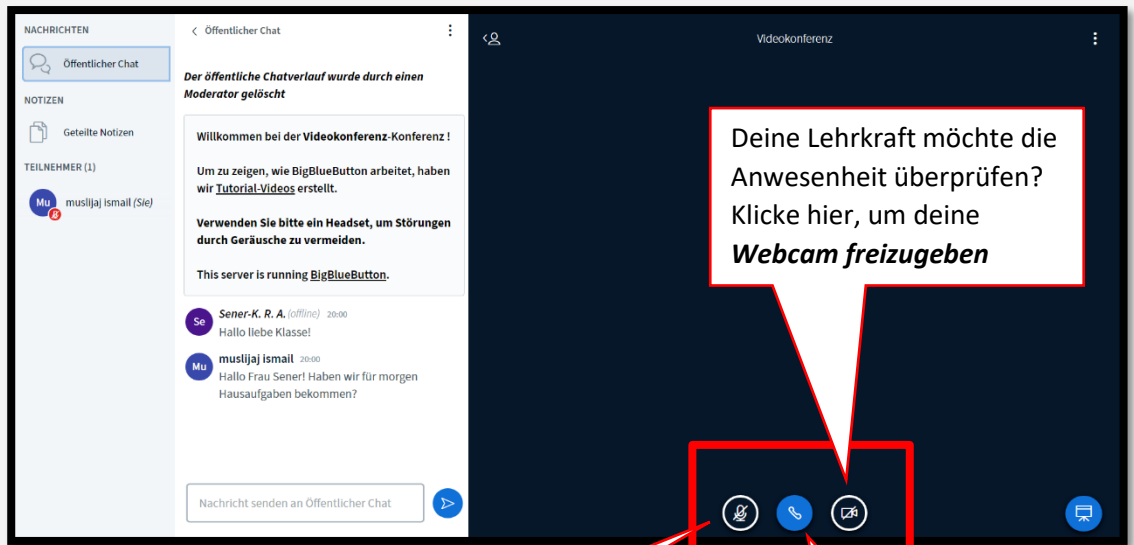 NACHRICHTEN
Öffentlicher Chat
NOTIZEN
Geteilte Notizen
TEILNEHMER (1)
Mu
muslijaj ismail (Sie)
Öffentlicher Chat
Der öffentliche Chatverlauf wurde durch einen
Moderator gelöscht
Willkommen bei der Videokonferenz-Konferenz !
Um zu zeigen, wie BigBlueButton arbeitet, haben
wir Tutorial-Videos erstellt.
Verwenden Sie bitte ein Headset, um Störungen
durch Geräusche zu vermeiden.
This server is running BigBlueButton.
Se
Sener-K. R. A. (offline) 20:00
Hallo liebe Klasse!
Mu
muslijaj ismail 20:00
Hallo Frau Sener! Haben wir für morgen
Hausaufgaben bekommen?
Nachricht senden an Öffentlicher Chat
Videokonferenz
Deine Lehrkraft möchte die
Anwesenheit überprüfen?
Klicke hier, um deine
Webcam freizugeben